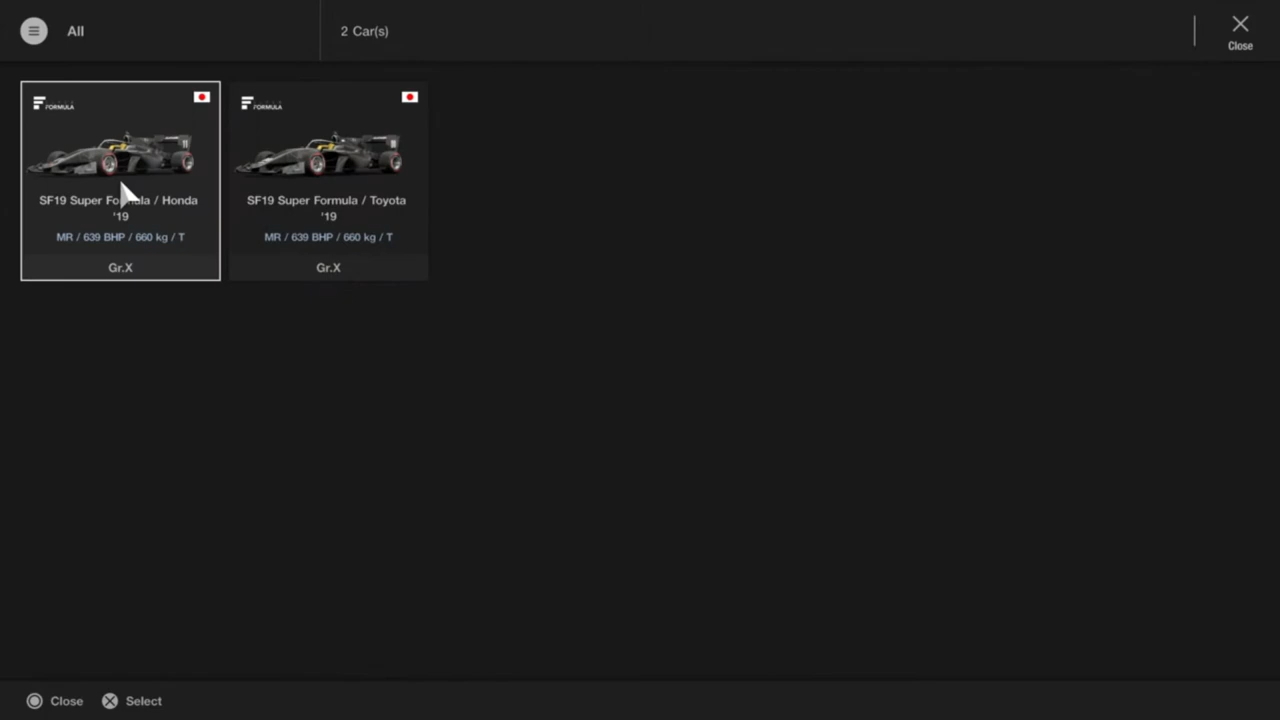 All
2 Car(s)
Close
FORMULA
SF19 Super Formula / Honda
'19
MR / 639 BHP / 660 kg / T
Gr.X
FORMULA
SF19 Super Formula / Toyota
'19
MR / 639 BHP / 660 kg / T
Gr.X
Close
Select